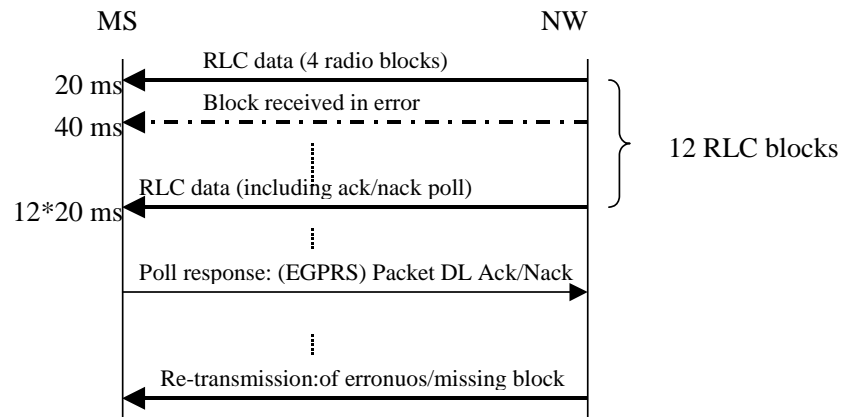 MS NW
RLC data (4 radio blocks)
20 ms
Block received in error
40 ms
12 RLC blocks
RLC data (including ack/nack poll)
12*20 ms
Poll response: (EGPRS) Packet DL Ack/Nack
Re-transmission:of erronuos/missing block